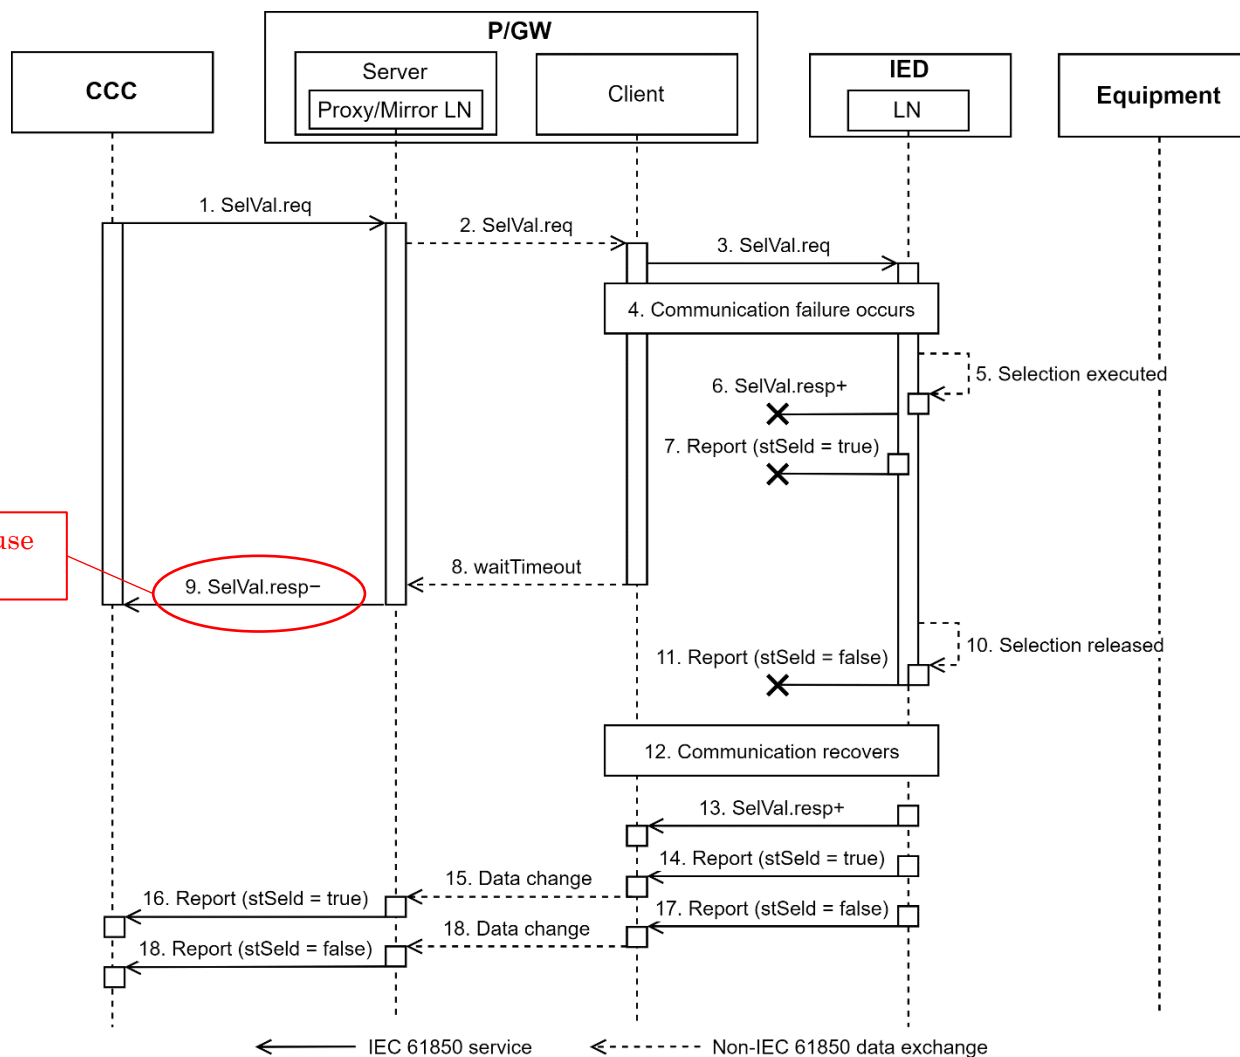 P/GW
CCC
Server
Proxy/Mirror LN
Client
IED
LN
Equipment
1. SelVal.req
2. SelVal.req
3. SelVal.req
4. Communication failure occurs
5. Selection executed
6. SelVal.resp+
7. Report (stSeld = true)
use
8. waitTimeout
9. SelVal.resp−
10. Selection released
11. Report (stSeld = false)
12. Communication recovers
13. SelVal.resp+
14. Report (stSeld = true)
15. Data change
16. Report (stSeld = true)
17. Report (stSeld = false)
18. Data change
18. Report (stSeld = false)
IEC 61850 service
Non-IEC 61850 data exchange